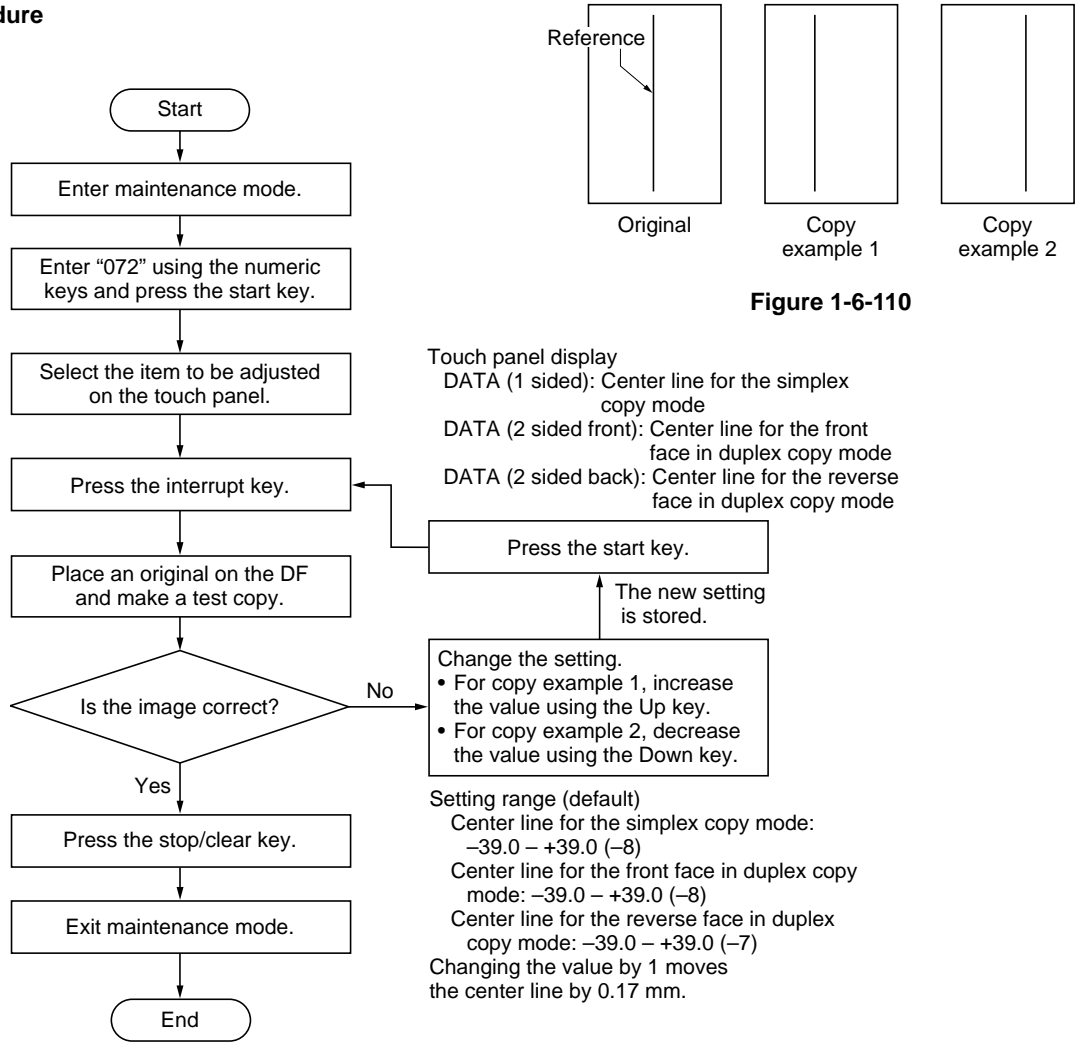 dure
Start
Enter maintenance mode.
Enter “072” using the numeric
keys and press the start key.
Select the item to be adjusted
on the touch panel.
Press the interrupt key.
Place an original on the DF
and make a test copy.
Is the image correct?
No
Yes
Press the stop/clear key.
Exit maintenance mode.
End
Reference
Original
Copy
example 1
Copy
example 2
Figure 1-6-110
Touch panel display
DATA (1 sided): Center line for the simplex
copy mode
DATA (2 sided front): Center line for the front
face in duplex copy mode
DATA (2 sided back): Center line for the reverse
face in duplex copy mode
Press the start key.
The new setting
is stored.
Change the setting.
• For copy example 1, increase
the value using the Up key.
• For copy example 2, decrease
the value using the Down key.
Setting range (default)
Center line for the simplex copy mode:
–39.0 – +39.0 (–8)
Center line for the front face in duplex copy
mode: –39.0 – +39.0 (–8)
Center line for the reverse face in duplex
copy mode: –39.0 – +39.0 (–7)
Changing the value by 1 moves
the center line by 0.17 mm.